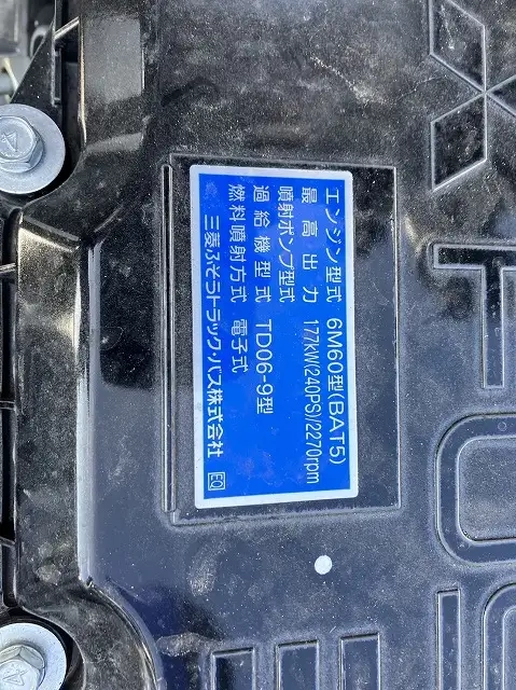 エンジン型式 6M60型(BAT5)
最高出力 177kW(240PS)/2270rpm
噴射ポンプ型式
過給機型式 TD06-9型
燃料噴射方式 電子式
三菱ふそうトラック・バス株式会社 EQ